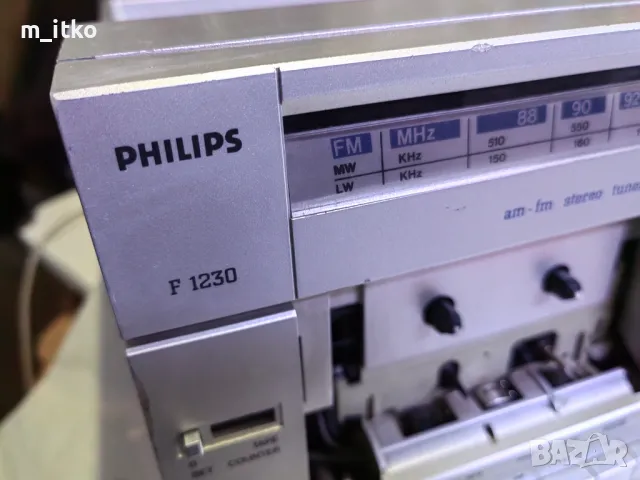 m_itko
PHILIPS
F 1230
FM MHz 88 90 92
MW KHz 510 550
LW KHz 150 160
am-fm stereo
TAPE
COUNTER
BAZAR